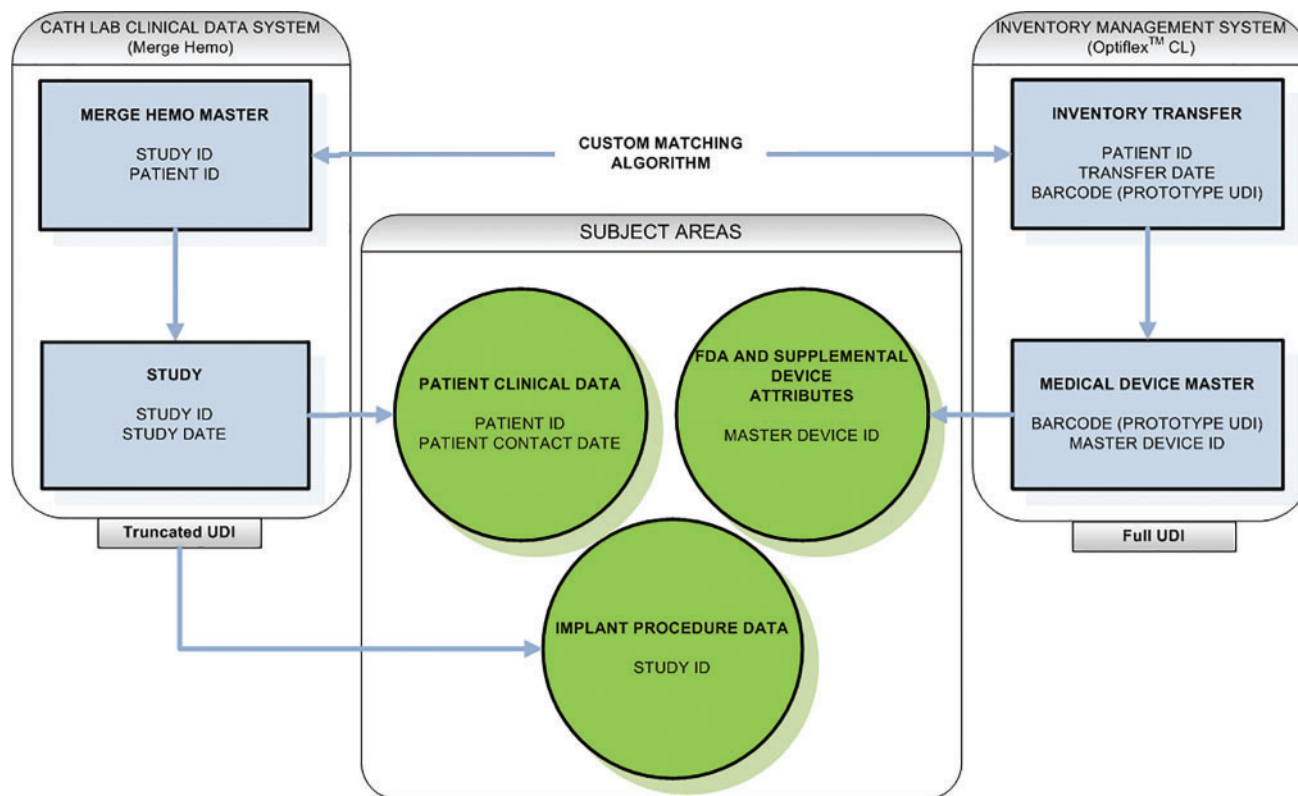 CATH LAB CLINICAL DATA SYSTEM
(Merge Hemo)
MERGE HEMO MASTER
STUDY ID
PATIENT ID
STUDY
STUDY ID
STUDY DATE
Truncated UDI
CUSTOM MATCHING
ALGORITHM
INVENTORY MANAGEMENT SYSTEM
(Optiflex™ CL)
INVENTORY TRANSFER
PATIENT ID
TRANSFER DATE
BARCODE (PROTOTYPE UDI)
MEDICAL DEVICE MASTER
BARCODE (PROTOTYPE UDI)
MASTER DEVICE ID
Full UDI
SUBJECT AREAS
PATIENT CLINICAL DATA
PATIENT ID
PATIENT CONTACT DATE
FDA AND SUPPLEMENTAL
DEVICE
ATTRIBUTES
MASTER DEVICE ID
IMPLANT PROCEDURE DATA
STUDY ID